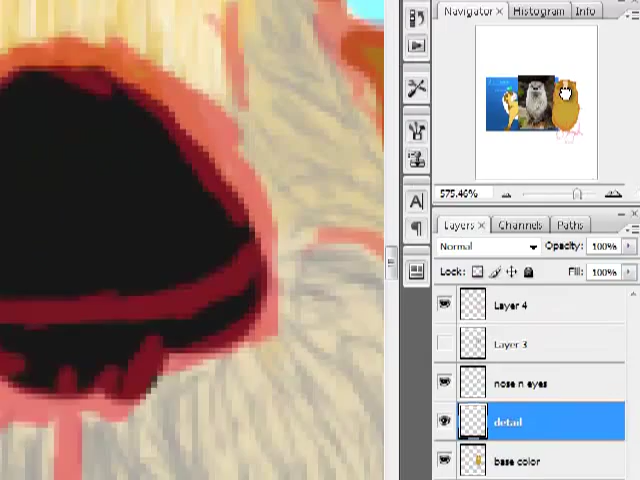 Navigator × Histogram Info
575.46%
Layers × Channels Paths
Normal Opacity: 100%
Lock: Fill: 100%
Layer 4
Layer 3
nose n eyes
detail
base color
A
¶